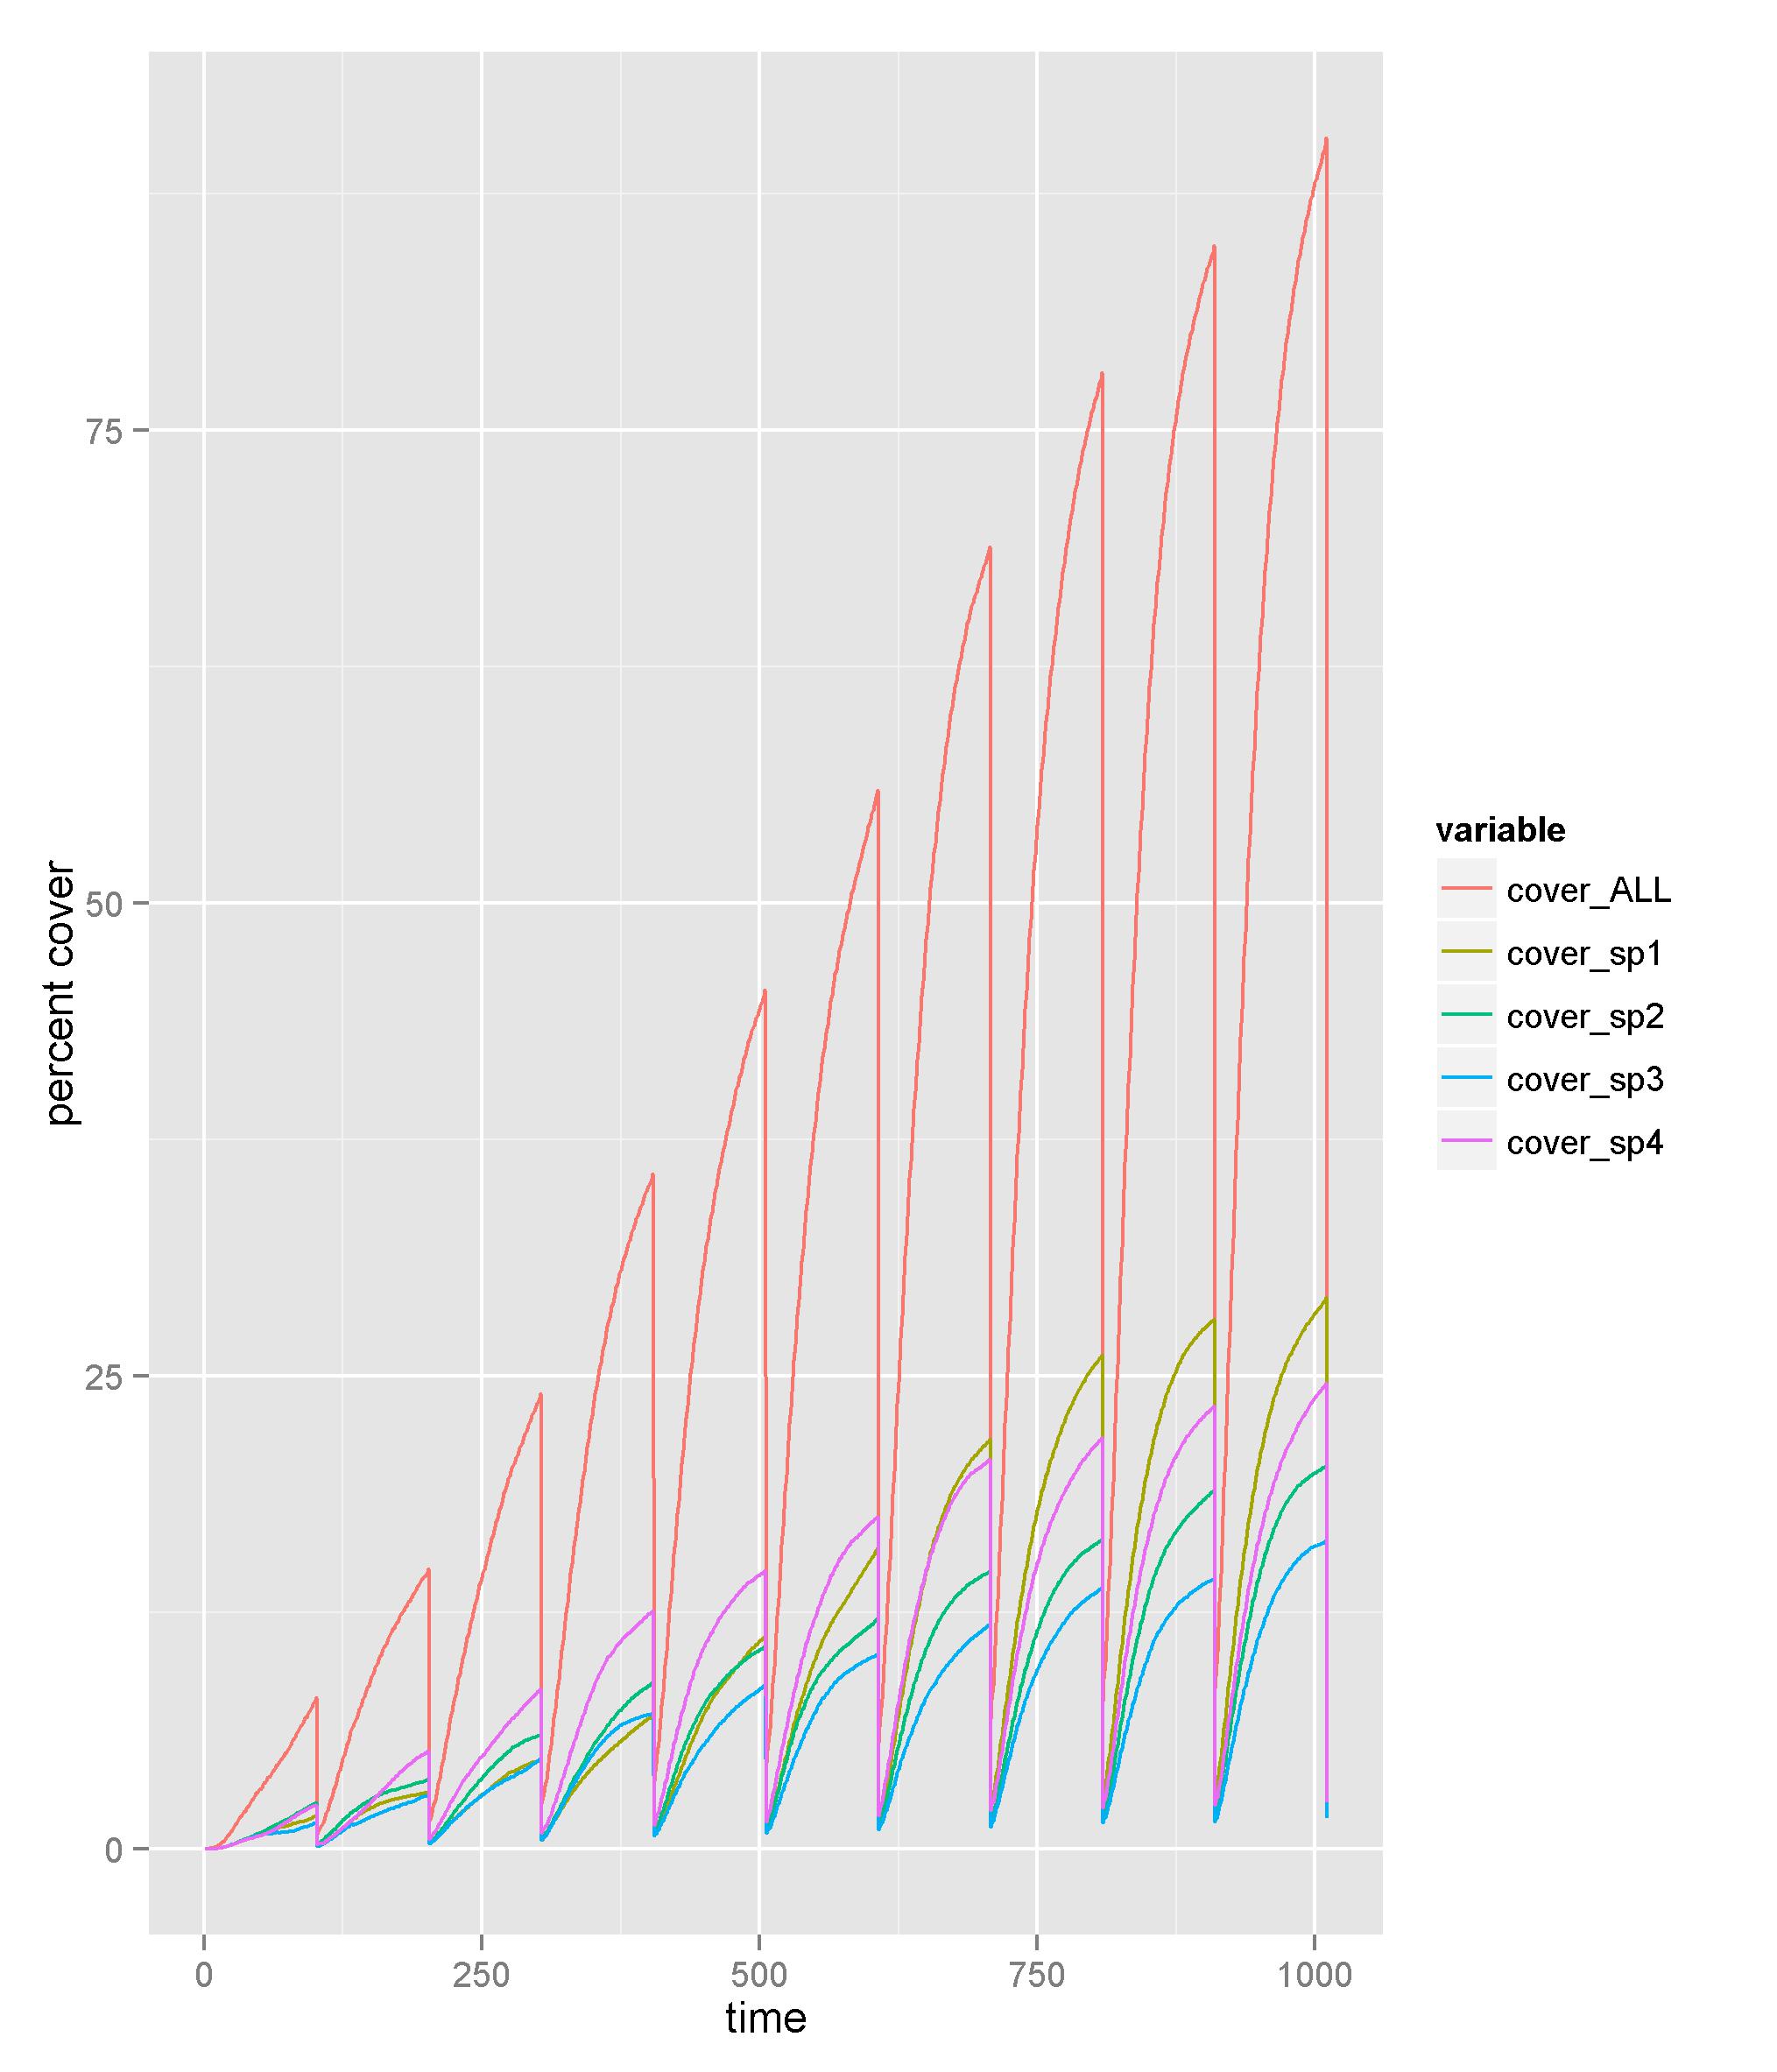 percent cover
75
50
25
0
0 250 500 750 1000
time
variable
cover_ALL
cover_sp1
cover_sp2
cover_sp3
cover_sp4